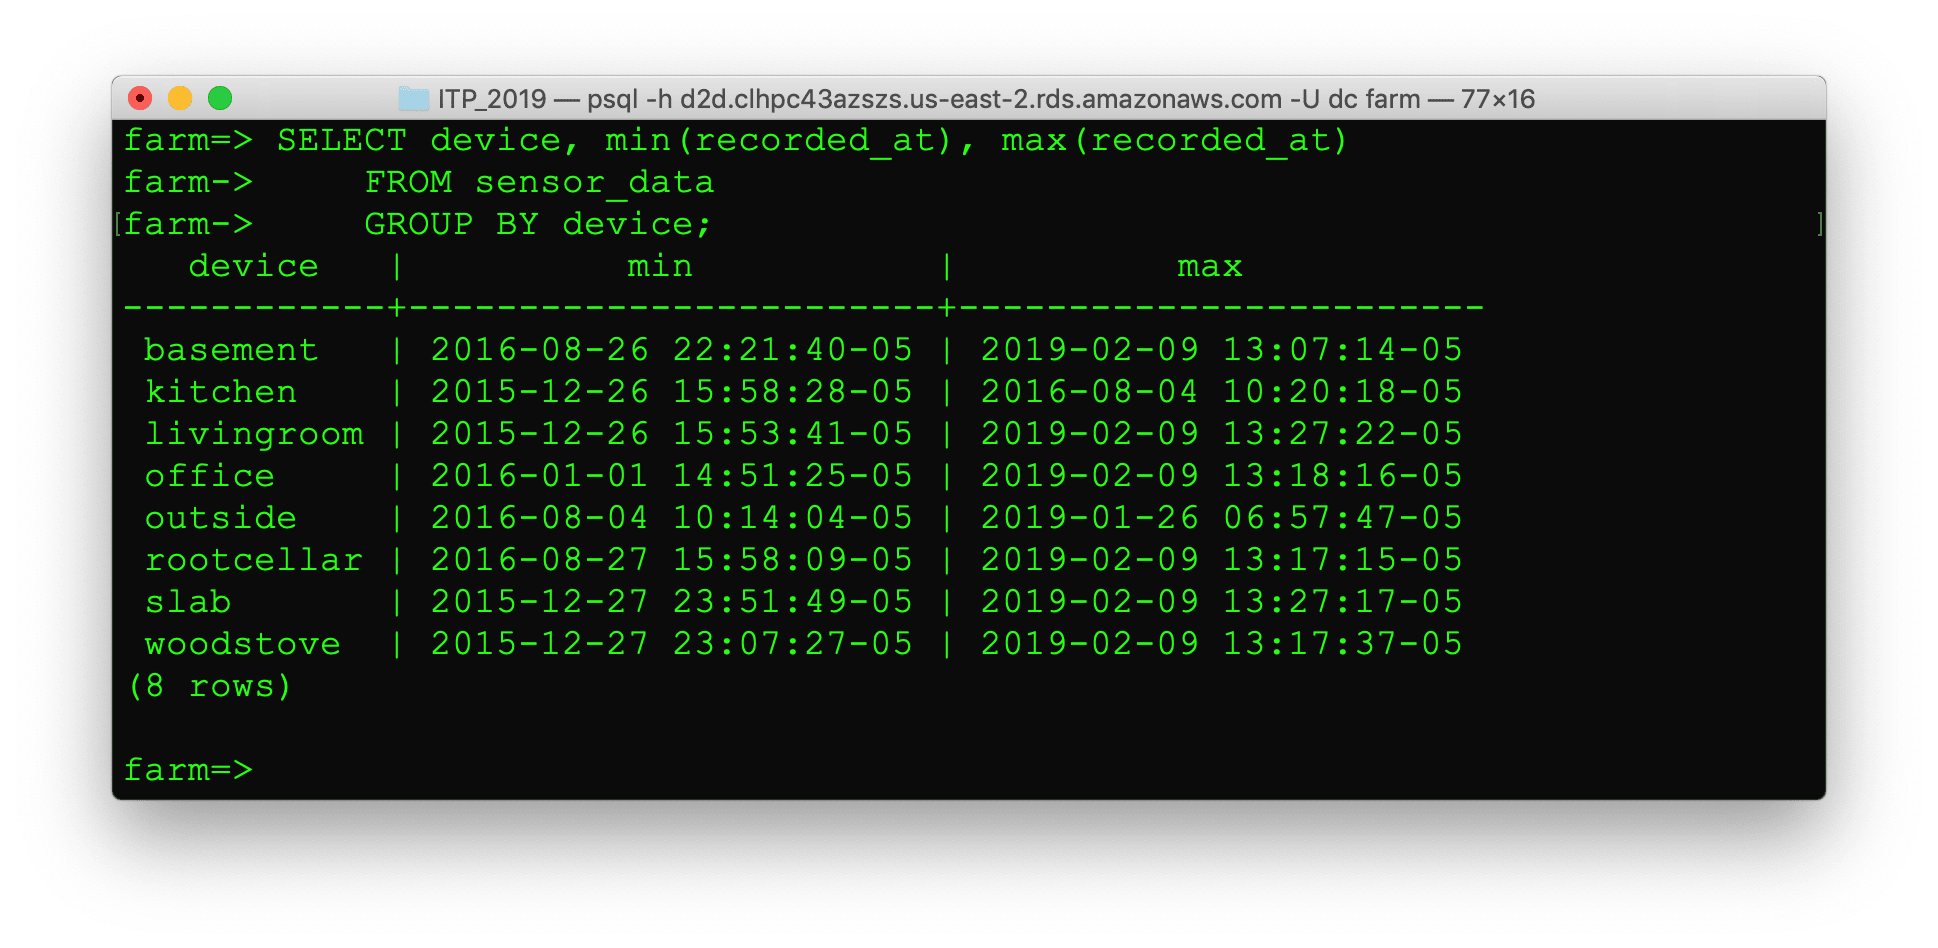 ITP_2019 — psql -h d2d.clhpc43azszs.us-east-2.rds.amazonaws.com -U dc farm — 77×16
farm=> SELECT device, min(recorded_at), max(recorded_at)
farm->     FROM sensor_data
[farm->     GROUP BY device;                                                  ]
   device   |          min           |          max
------------+------------------------+------------------------
 basement   | 2016-08-26 22:21:40-05 | 2019-02-09 13:07:14-05
 kitchen    | 2015-12-26 15:58:28-05 | 2016-08-04 10:20:18-05
 livingroom | 2015-12-26 15:53:41-05 | 2019-02-09 13:27:22-05
 office     | 2016-01-01 14:51:25-05 | 2019-02-09 13:18:16-05
 outside    | 2016-08-04 10:14:04-05 | 2019-01-26 06:57:47-05
 rootcellar | 2016-08-27 15:58:09-05 | 2019-02-09 13:17:15-05
 slab       | 2015-12-27 23:51:49-05 | 2019-02-09 13:27:17-05
 woodstove  | 2015-12-27 23:07:27-05 | 2019-02-09 13:17:37-05
(8 rows)
farm=>